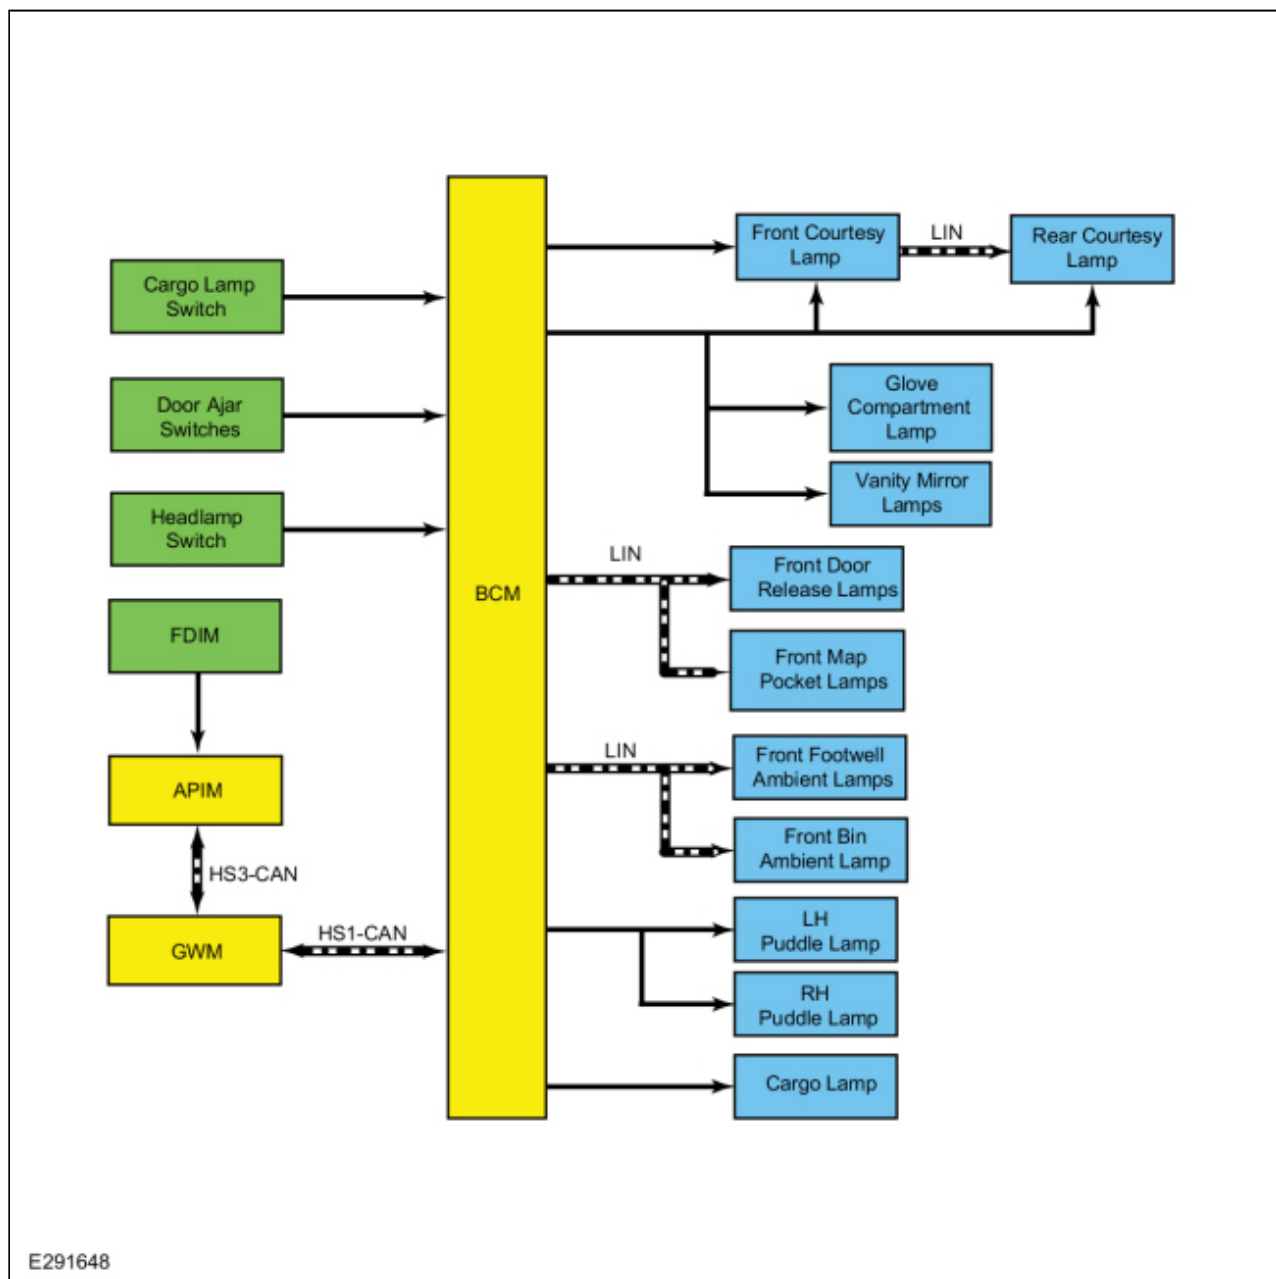 Cargo Lamp
Switch
Door Ajar
Switches
Headlamp
Switch
FDIM
APIM
HS3-CAN
GWM
HS1-CAN
BCM
Front Courtesy
Lamp
LIN
Rear Courtesy
Lamp
Glove
Compartment
Lamp
Vanity Mirror
Lamps
LIN
Front Door
Release Lamps
Front Map
Pocket Lamps
LIN
Front Footwell
Ambient Lamps
Front Bin
Ambient Lamp
LH
Puddle Lamp
RH
Puddle Lamp
Cargo Lamp
E291648